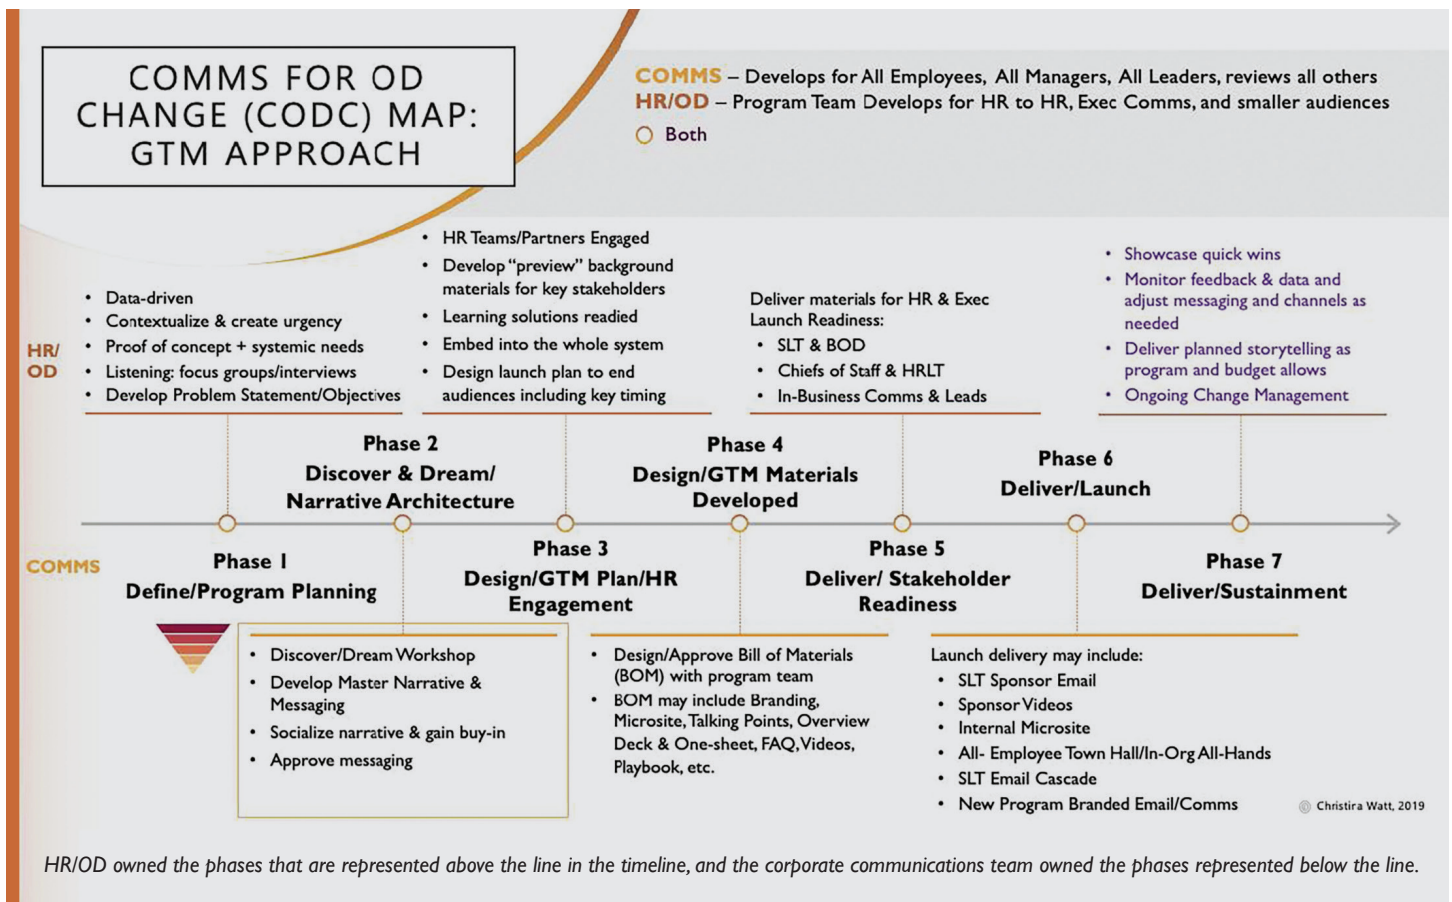 COMMS FOR OD
CHANGE (CODC) MAP:
GTM APPROACH
COMMS – Develops for All Employees, All Managers, All Leaders, reviews all others
HR/OD – Program Team Develops for HR to HR, Exec Comms, and smaller audiences
Both
HR/
OD
• Data-driven
• Contextualize & create urgency
• Proof of concept + systemic needs
• Listening: focus groups/interviews
• Develop Problem Statement/Objectives
• HR Teams/Partners Engaged
• Develop “preview” background
materials for key stakeholders
• Learning solutions readied
• Embed into the whole system
• Design launch plan to end
audiences including key timing
Deliver materials for HR & Exec
Launch Readiness:
• SLT & BOD
• Chiefs of Staff & HRLT
• In-Business Comms & Leads
• Showcase quick wins
• Monitor feedback & data and
adjust messaging and channels as
needed
• Deliver planned storytelling as
program and budget allows
• Ongoing Change Management
Phase 2
Discover & Dream/
Narrative Architecture
Phase 4
Design/GTM Materials
Developed
Phase 6
Deliver/Launch
COMMS
Phase 1
Define/Program Planning
Phase 3
Design/GTM Plan/HR
Engagement
Phase 5
Deliver/ Stakeholder
Readiness
Phase 7
Deliver/Sustainment
• Discover/Dream Workshop
• Develop Master Narrative &
Messaging
• Socialize narrative & gain buy-in
• Approve messaging
• Design/Approve Bill of Materials
(BOM) with program team
• BOM may include Branding,
Microsite, Talking Points, Overview
Deck & One-sheet, FAQ, Videos,
Playbook, etc.
Launch delivery may include:
• SLT Sponsor Email
• Sponsor Videos
• Internal Microsite
• All- Employee Town Hall/In-Org All-Hands
• SLT Email Cascade
• New Program Branded Email/Comms
© Christira Watt, 2019
HR/OD owned the phases that are represented above the line in the timeline, and the corporate communications team owned the phases represented below the line.